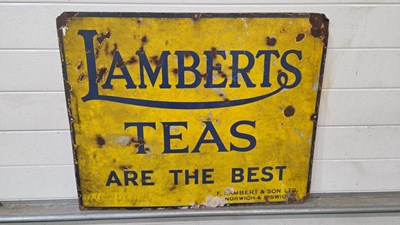 LAMBERTS
TEAS
ARE THE BEST
F. LAMBERT & SON LTD.
NORWICH & IPSWICH